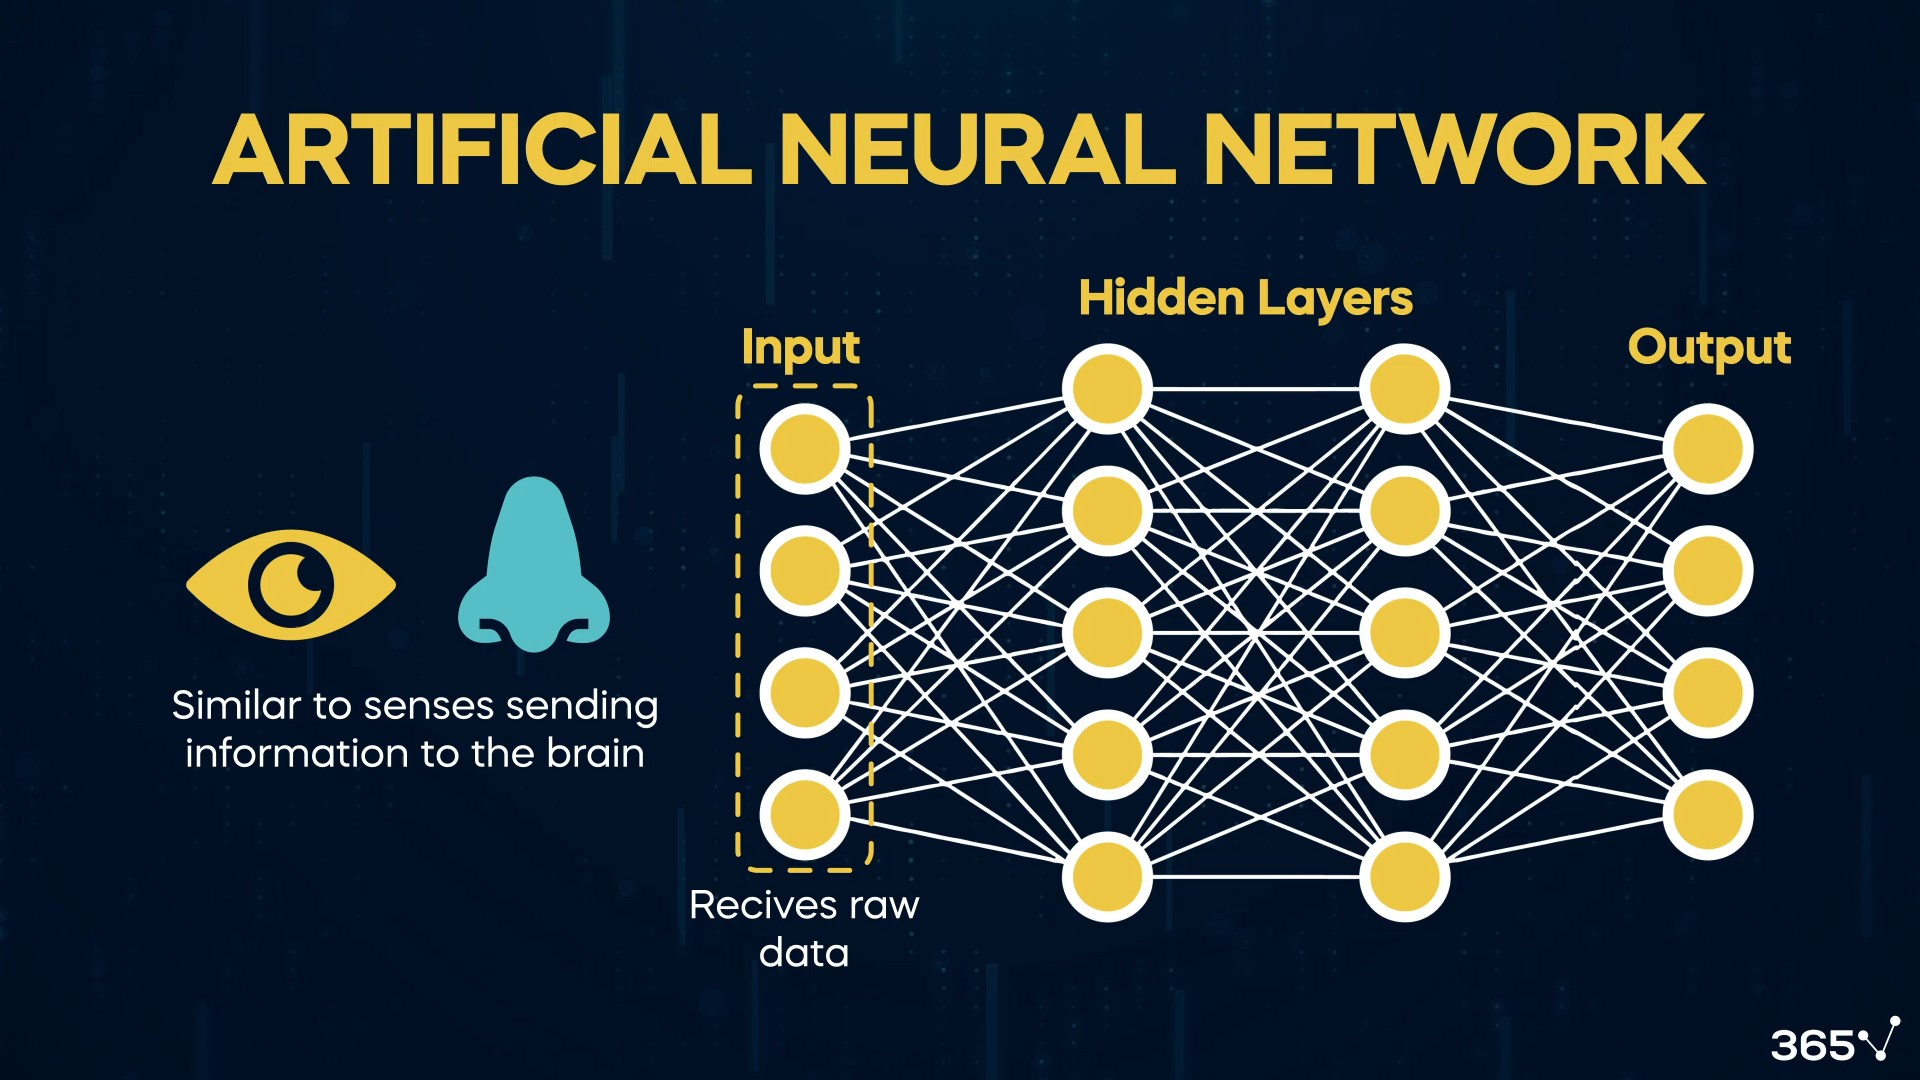 ARTIFICIAL NEURAL NETWORK
Hidden Layers
Input
Output
Similar to senses sending
information to the brain
Recives raw
data
365